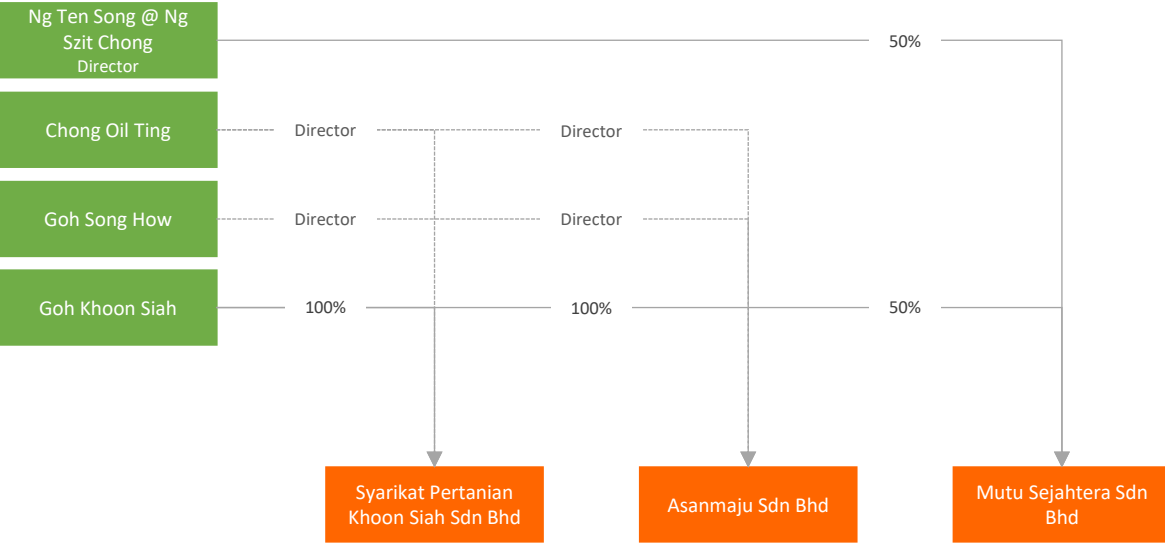 Ng Ten Song @ Ng
Szit Chong
Director
50%
Chong Oil Ting
Director
Director
Goh Song How
Director
Director
Goh Khoon Siah
100%
100%
50%
Syarikat Pertanian
Khoon Siah Sdn Bhd
Asanmaju Sdn Bhd
Mutu Sejahtera Sdn
Bhd